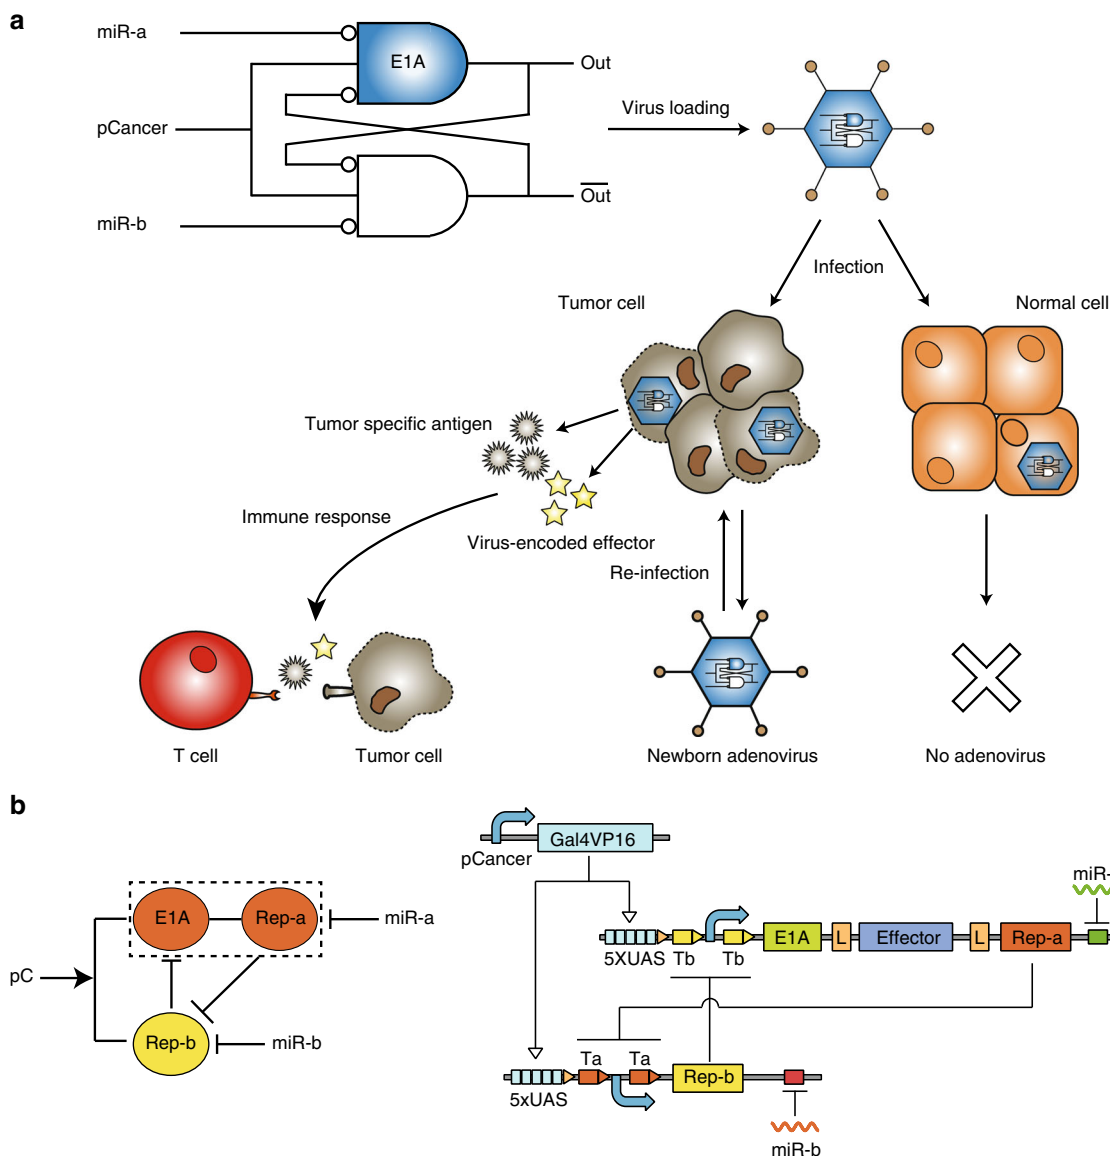 a
miR-a
E1A
Out
pCancer
Virus loading
miR-b
Out
Infection
Tumor cell
Normal cell
Tumor specific antigen
Immune response
Virus-encoded effector
Re-infection
T cell
Tumor cell
Newborn adenovirus
No adenovirus
b
Gal4VP16
pCancer
miR-
E1A
Rep-a
miR-a
E1A
L
Effector
L
Rep-a
5XUAS
Tb
Tb
pC
Rep-b
miR-b
Ta
Ta
Rep-b
5xUAS
miR-b